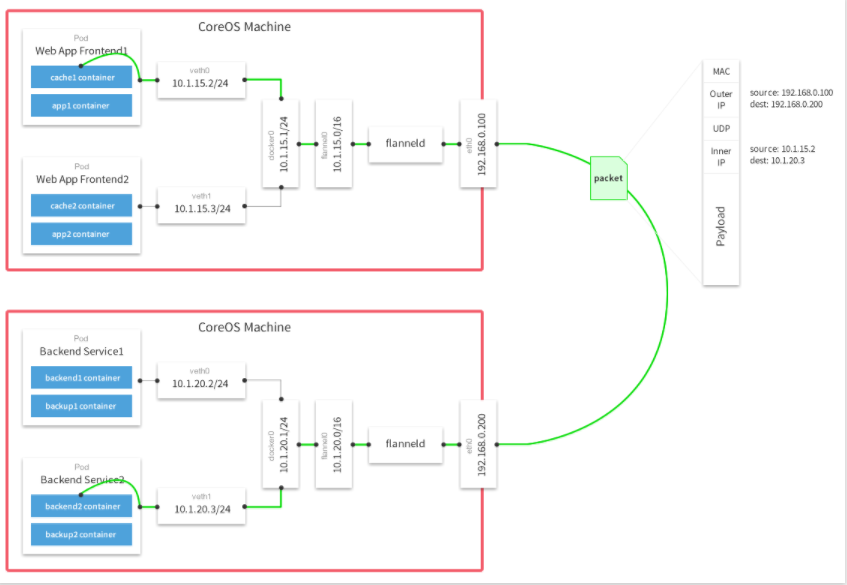 CoreOS Machine
Pod
Web App Frontend1
cache1 container
app1 container
veth0
10.1.15.2/24
docker0
10.1.15.1/24
flannel0
10.1.15.0/16
flanneld
eth0
192.168.0.100
Pod
Web App Frontend2
cache2 container
app2 container
veth1
10.1.15.3/24
packet
MAC
Outer
IP
source: 192.168.0.100
dest: 192.168.0.200
UDP
Inner
IP
source: 10.1.15.2
dest: 10.1.20.3
Payload
CoreOS Machine
Pod
Backend Service1
backend1 container
backup1 container
veth0
10.1.20.2/24
docker0
10.1.20.1/24
flannel0
10.1.20.0/16
flanneld
eth0
192.168.0.200
Pod
Backend Service2
backend2 container
backup2 container
veth1
10.1.20.3/24